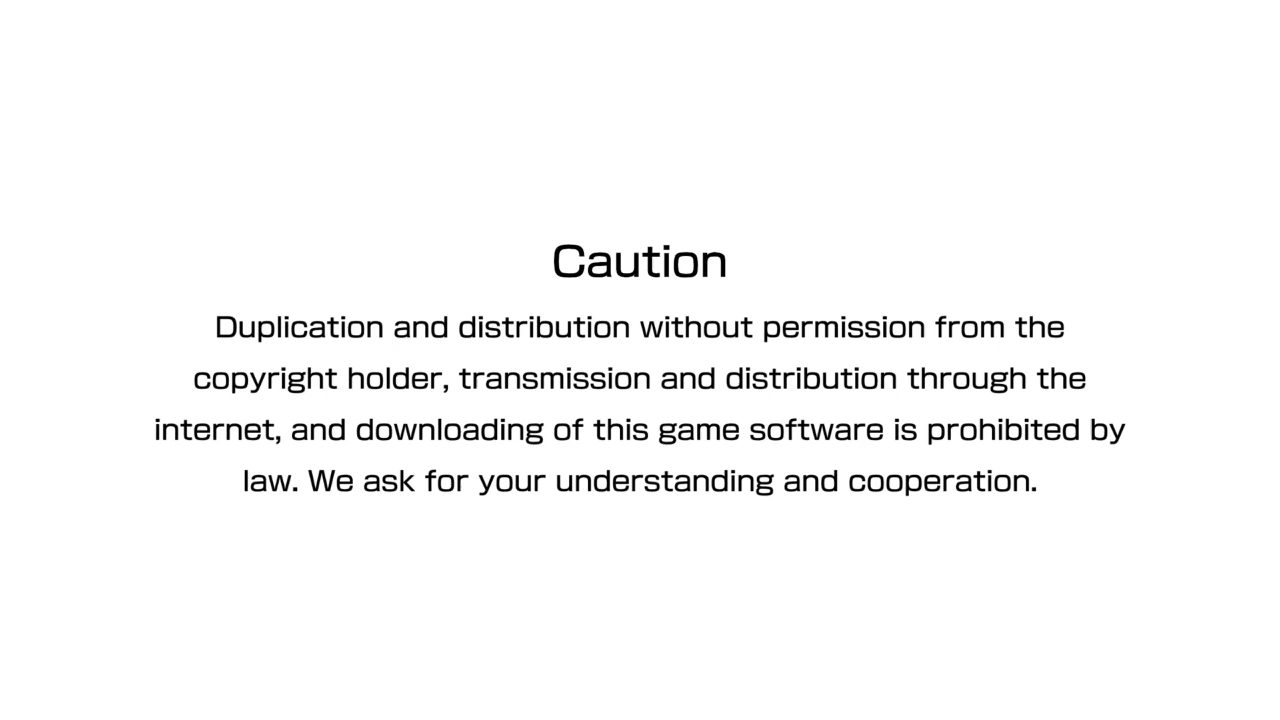 Caution
Duplication and distribution without permission from the
copyright holder, transmission and distribution through the
internet, and downloading of this game software is prohibited by
law. We ask for your understanding and cooperation.